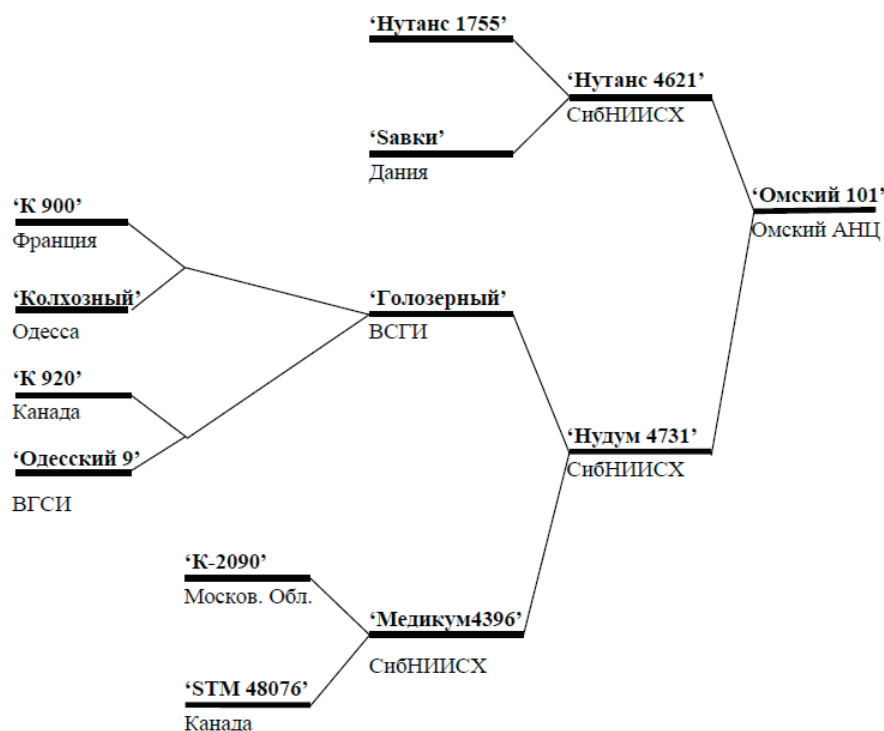 ‘Нутанс 1755’
‘Нутанс 4621’
СибНИИСХ
‘Sавки’
Дания
‘Омский 101’
Омский АНЦ
‘К 900’
Франция
‘Колхозный’
Одесса
‘Голозерный’
ВСГИ
‘К 920’
Канада
‘Одесский 9’
ВГСИ
‘Нудум 4731’
СибНИИСХ
‘К-2090’
Москов. Обл.
‘Медикум4396’
СибНИИСХ
‘STM 48076’
Канада